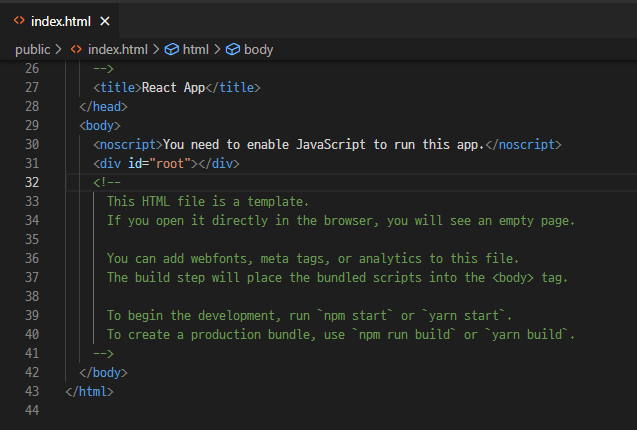 index.html
public > index.html > html > body
26 -->
27 <title>React App</title>
28 </head>
29 <body>
30 <noscript>You need to enable JavaScript to run this app.</noscript>
31 <div id="root"></div>
32 <!--
33 This HTML file is a template.
34 If you open it directly in the browser, you will see an empty page.
35
36 You can add webfonts, meta tags, or analytics to this file.
37 The build step will place the bundled scripts into the <body> tag.
38
39 To begin the development, run `npm start` or `yarn start`.
40 To create a production bundle, use `npm run build` or `yarn build`.
41 -->
42 </body>
43 </html>
44